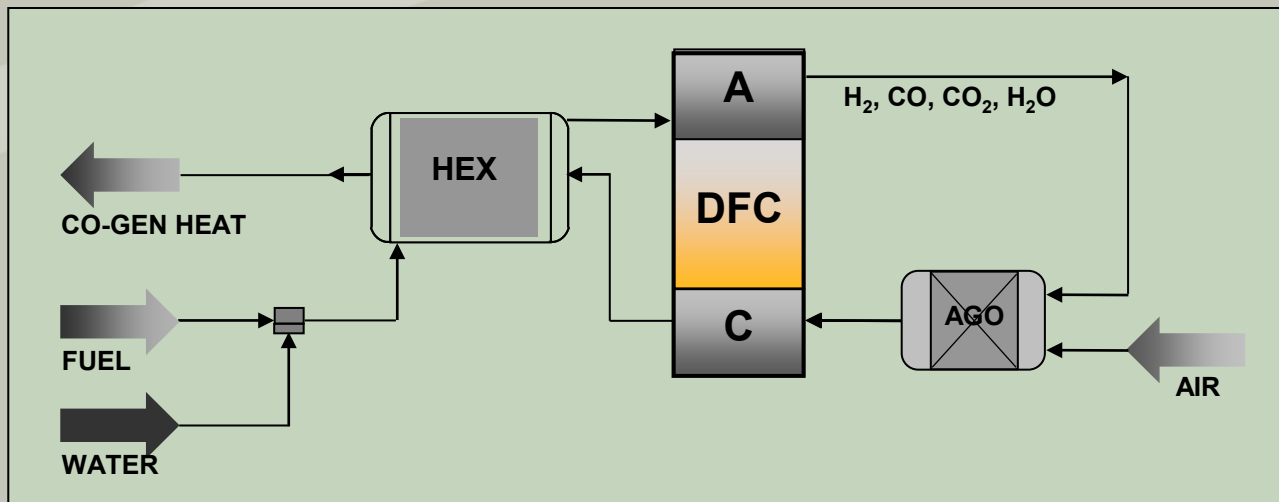 A
H₂, CO, CO₂, H₂O
HEX
DFC
CO-GEN HEAT
AGO
C
FUEL
AIR
WATER